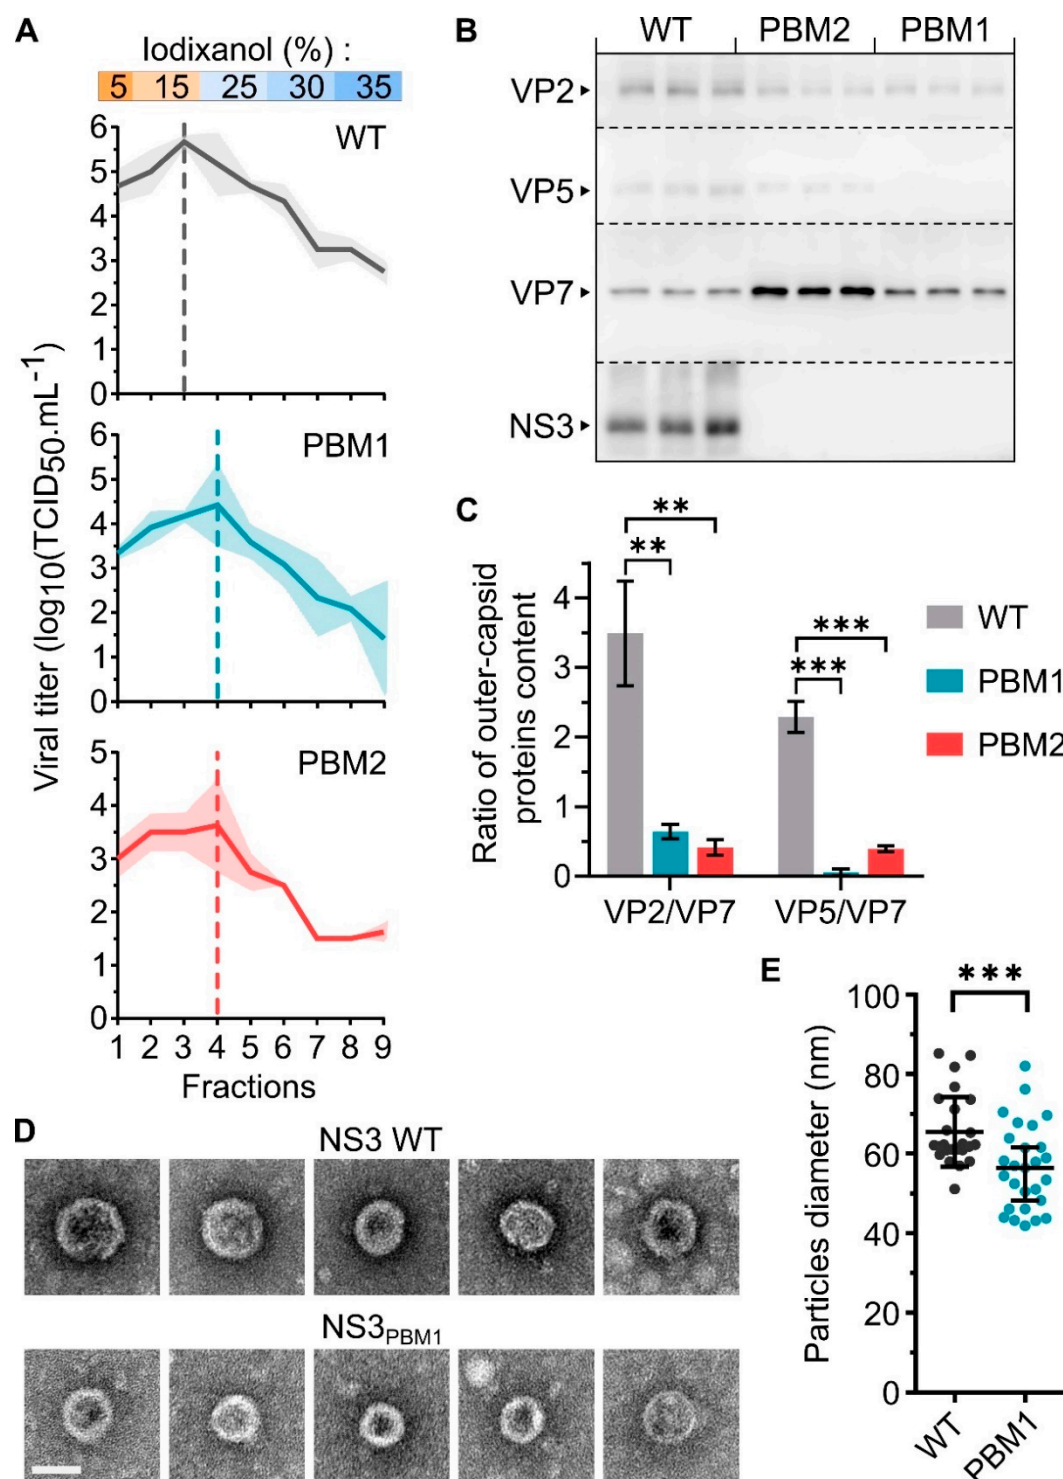 A
Iodixanol (%) :
5 15 25 30 35
WT
6
5
4
3
2
1
0
PBM1
6
5
4
3
2
1
0
PBM2
5
4
3
2
1
0
1 2 3 4 5 6 7 8 9
Fractions
Viral titer (log10(TCID50.mL-1)
B
WT PBM2 PBM1
VP2
VP5
VP7
NS3
C
** **
*** ***
4
3
2
1
0
Ratio of outer-capsid
proteins content
VP2/VP7 VP5/VP7
WT
PBM1
PBM2
D
NS3 WT
NS3PBM1
E
***
100
80
60
40
20
0
Particles diameter (nm)
WT PBM1